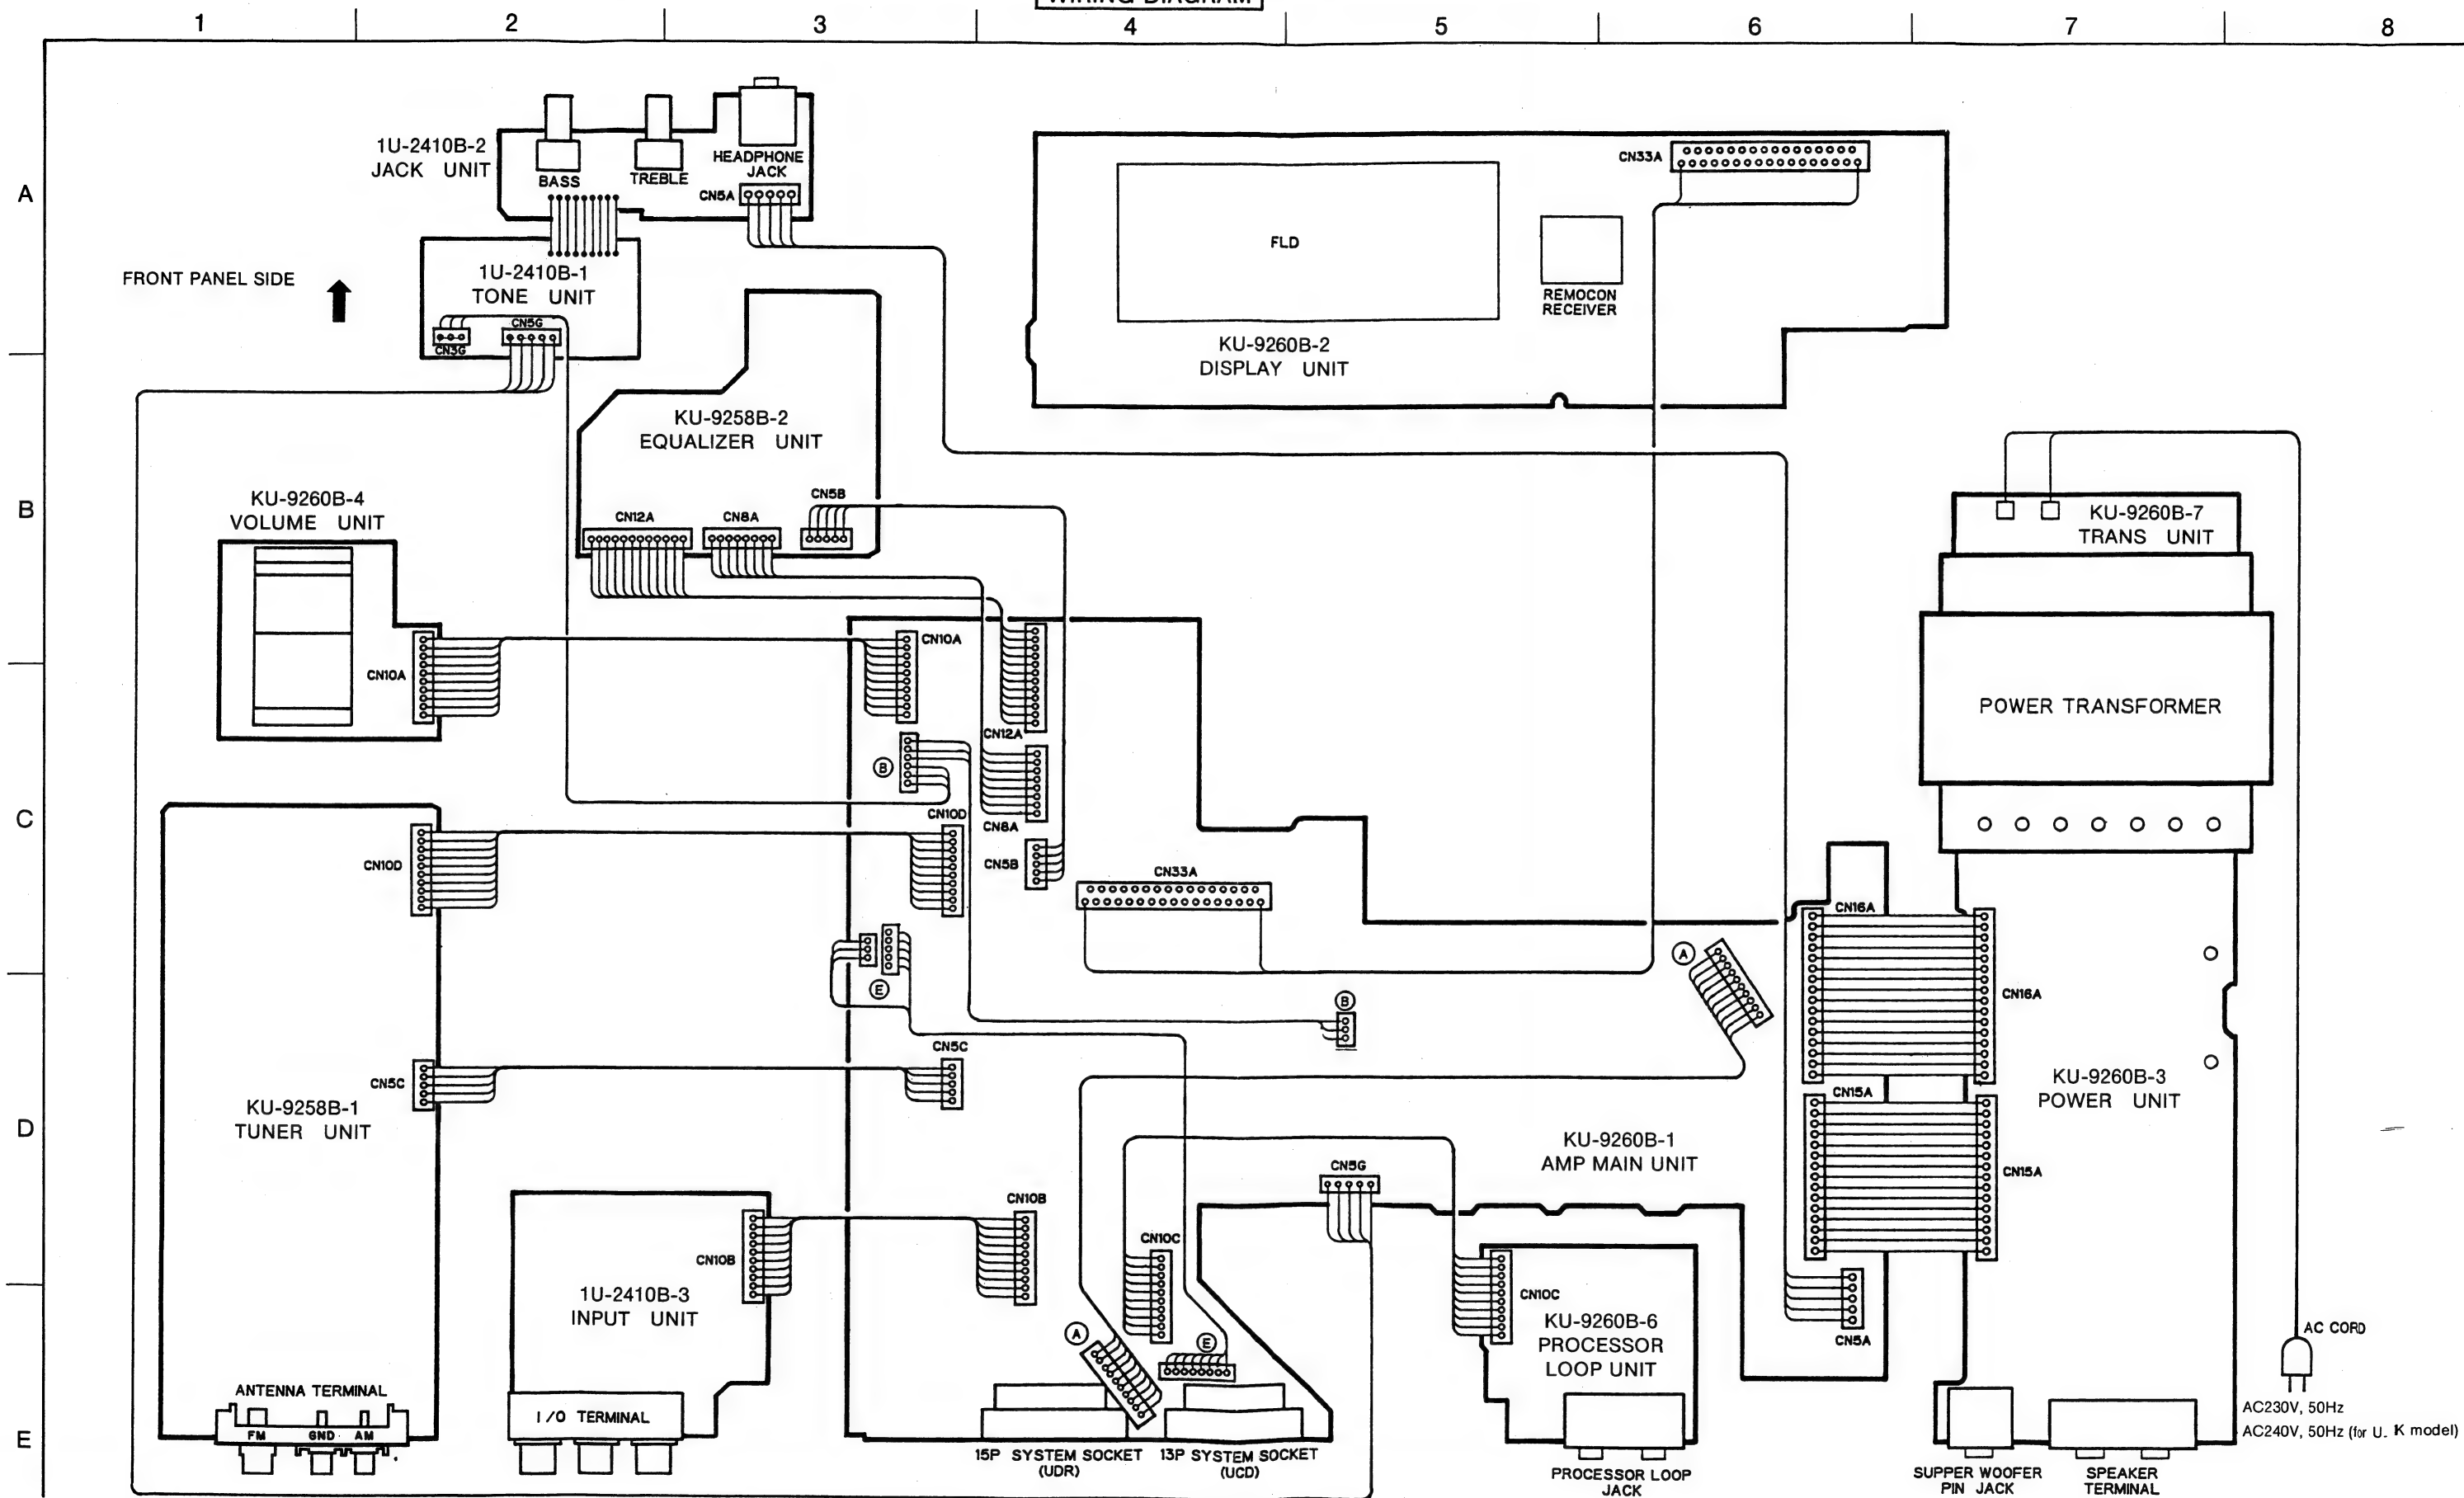 WIRING DIAGRAM
1 2 3 4 5 6 7 8
A
B
C
D
E
1U-2410B-2
JACK UNIT
BASS
TREBLE
HEADPHONE
JACK
CN5A
FRONT PANEL SIDE
1U-2410B-1
TONE UNIT
CN3G
CN5G
CN33A
FLD
REMOCON
RECEIVER
KU-9260B-2
DISPLAY UNIT
KU-9258B-2
EQUALIZER UNIT
CN12A
CN8A
CN5B
KU-9260B-4
VOLUME UNIT
CN10A
CN10A
CN12A
B
CN8A
CN10D
CN5B
CN10D
CN33A
KU-9260B-7
TRANS UNIT
POWER TRANSFORMER
CN16A
A
E
B
CN16A
CN5C
CN5C
KU-9258B-1
TUNER UNIT
CN15A
KU-9260B-3
POWER UNIT
KU-9260B-1
AMP MAIN UNIT
CN15A
CN5G
CN10B
CN10B
CN10C
CN10C
1U-2410B-3
INPUT UNIT
A
E
KU-9260B-6
PROCESSOR
LOOP UNIT
CN5A
AC CORD
AC230V, 50Hz
AC240V, 50Hz (for U. K model)
ANTENNA TERMINAL
FM GND AM
I/O TERMINAL
15P SYSTEM SOCKET
(UDR)
13P SYSTEM SOCKET
(UCD)
PROCESSOR LOOP
JACK
SUPPER WOOFER
PIN JACK
SPEAKER
TERMINAL